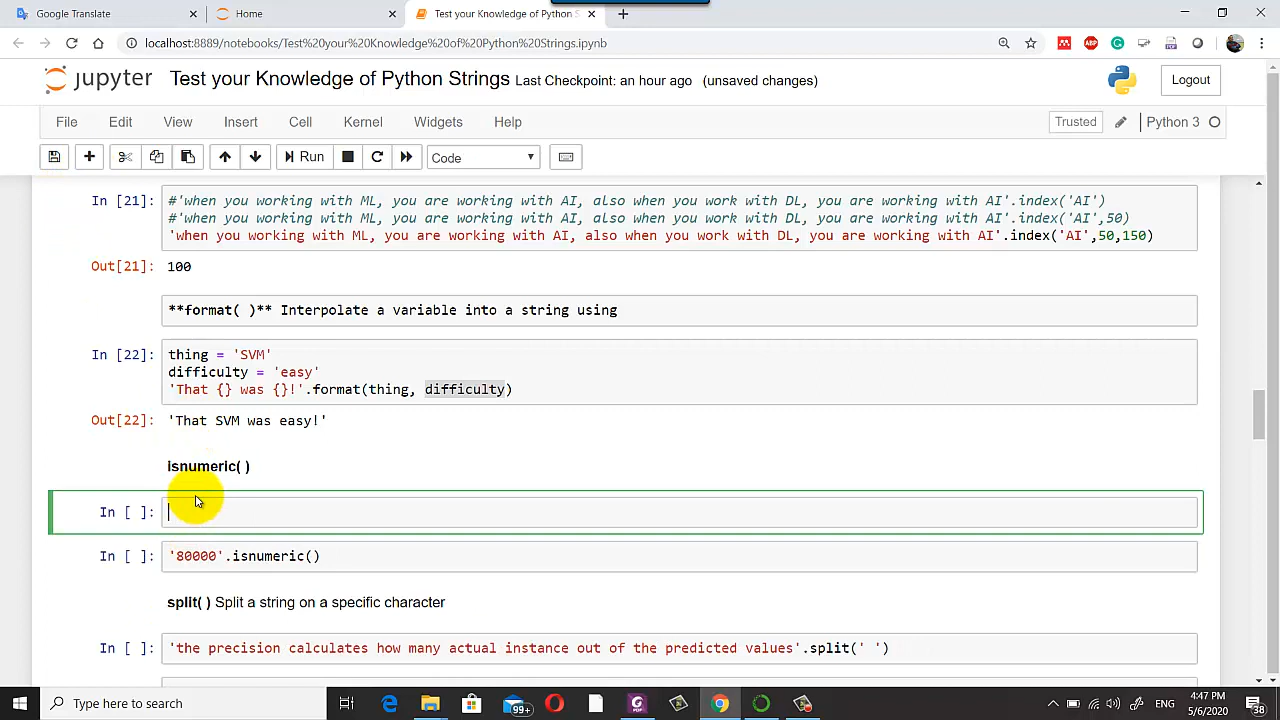 Google Translate
Home
Test your Knowledge of Python S
localhost:8889/notebooks/Test%20your%20Knowledge%20of%20Python%20Strings.ipynb
jupyter Test your Knowledge of Python Strings Last Checkpoint: an hour ago (unsaved changes)
Logout
File Edit View Insert Cell Kernel Widgets Help
Trusted Python 3
Run Code
In [21]: #'when you working with ML, you are working with AI, also when you work with DL, you are working with AI'.index('AI')
#'when you working with ML, you are working with AI, also when you work with DL, you are working with AI'.index('AI',50)
'when you working with ML, you are working with AI, also when you work with DL, you are working with AI'.index('AI',50,150)
Out[21]: 100
**format( )** Interpolate a variable into a string using
In [22]: thing = 'SVM'
difficulty = 'easy'
'That {} was {}!'.format(thing, difficulty)
Out[22]: 'That SVM was easy!'
isnumeric( )
In [ ]:
In [ ]: '80000'.isnumeric()
split( ) Split a string on a specific character
In [ ]: 'the precision calculates how many actual instance out of the predicted values'.split(' ')
Type here to search
99+
ENG
4:47 PM
5/6/2020
38